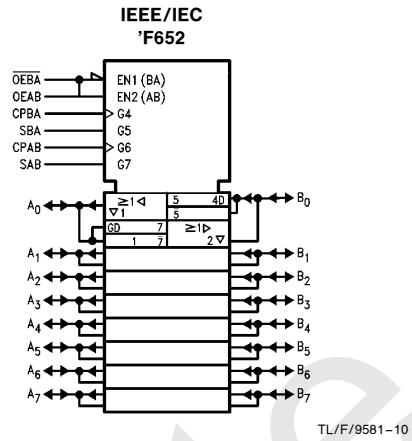 IEEE/IEC
'F652
OEBA EN1 (BA)
OEAB EN2 (AB)
CPBA G4
SBA G5
CPAB G6
SAB G7
A0 ≥1 ◁ 5 4D B0
▽1 5
GD 7 ≥1 ▷
1 7 2 ▽
A1 B1
A2 B2
A3 B3
A4 B4
A5 B5
A6 B6
A7 B7
TL/F/9581–10